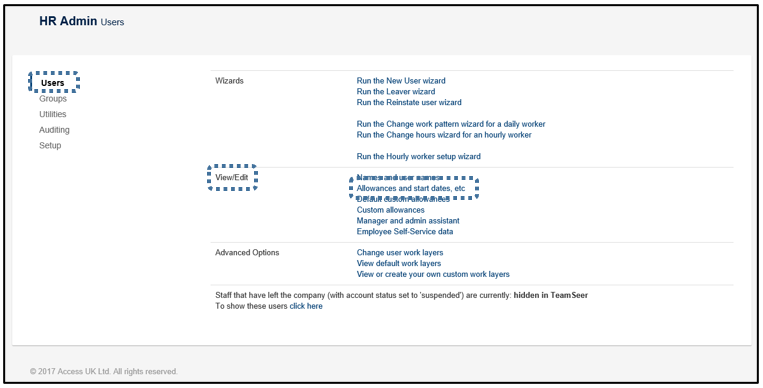 HR Admin Users
Users
Groups
Utilities
Auditing
Setup
Wizards
Run the New User wizard
Run the Leaver wizard
Run the Reinstate user wizard
Run the Change work pattern wizard for a daily worker
Run the Change hours wizard for an hourly worker
Run the Hourly worker setup wizard
View/Edit
Names and user names
Allowances and start dates, etc
Default custom allowances
Custom allowances
Manager and admin assistant
Employee Self-Service data
Advanced Options
Change user work layers
View default work layers
View or create your own custom work layers
Staff that have left the company (with account status set to 'suspended') are currently: hidden in TeamSeer
To show these users click here
© 2017 Access UK Ltd. All rights reserved.